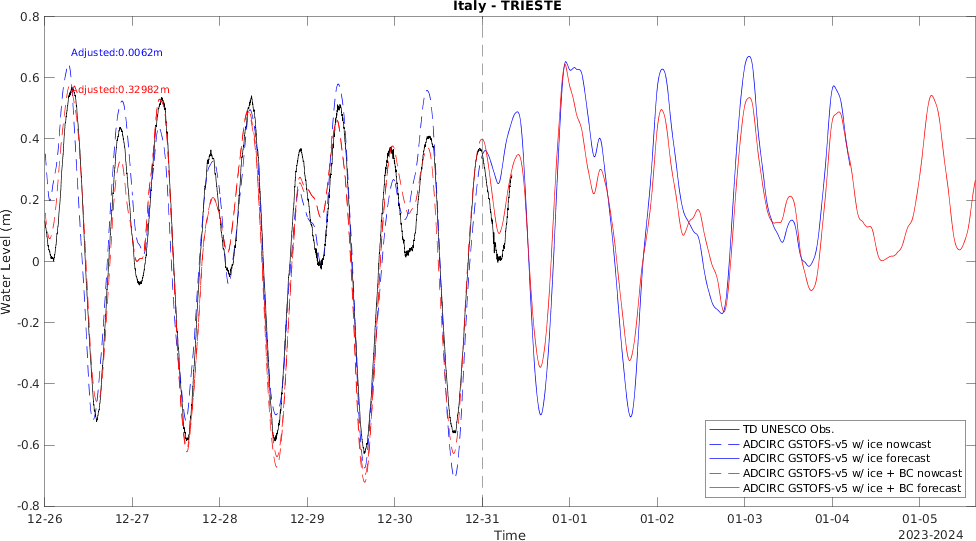 Italy - TRIESTE
Adjusted:0.0062m
Adjusted:0.32982m
Water Level (m)
0.8
0.6
0.4
0.2
0
-0.2
-0.4
-0.6
-0.8
TD UNESCO Obs.
ADCIRC GSTOFS-v5 w/ ice nowcast
ADCIRC GSTOFS-v5 w/ ice forecast
ADCIRC GSTOFS-v5 w/ ice + BC nowcast
ADCIRC GSTOFS-v5 w/ ice + BC forecast
12-26 12-27 12-28 12-29 12-30 12-31 01-01 01-02 01-03 01-04 01-05
Time
2023-2024